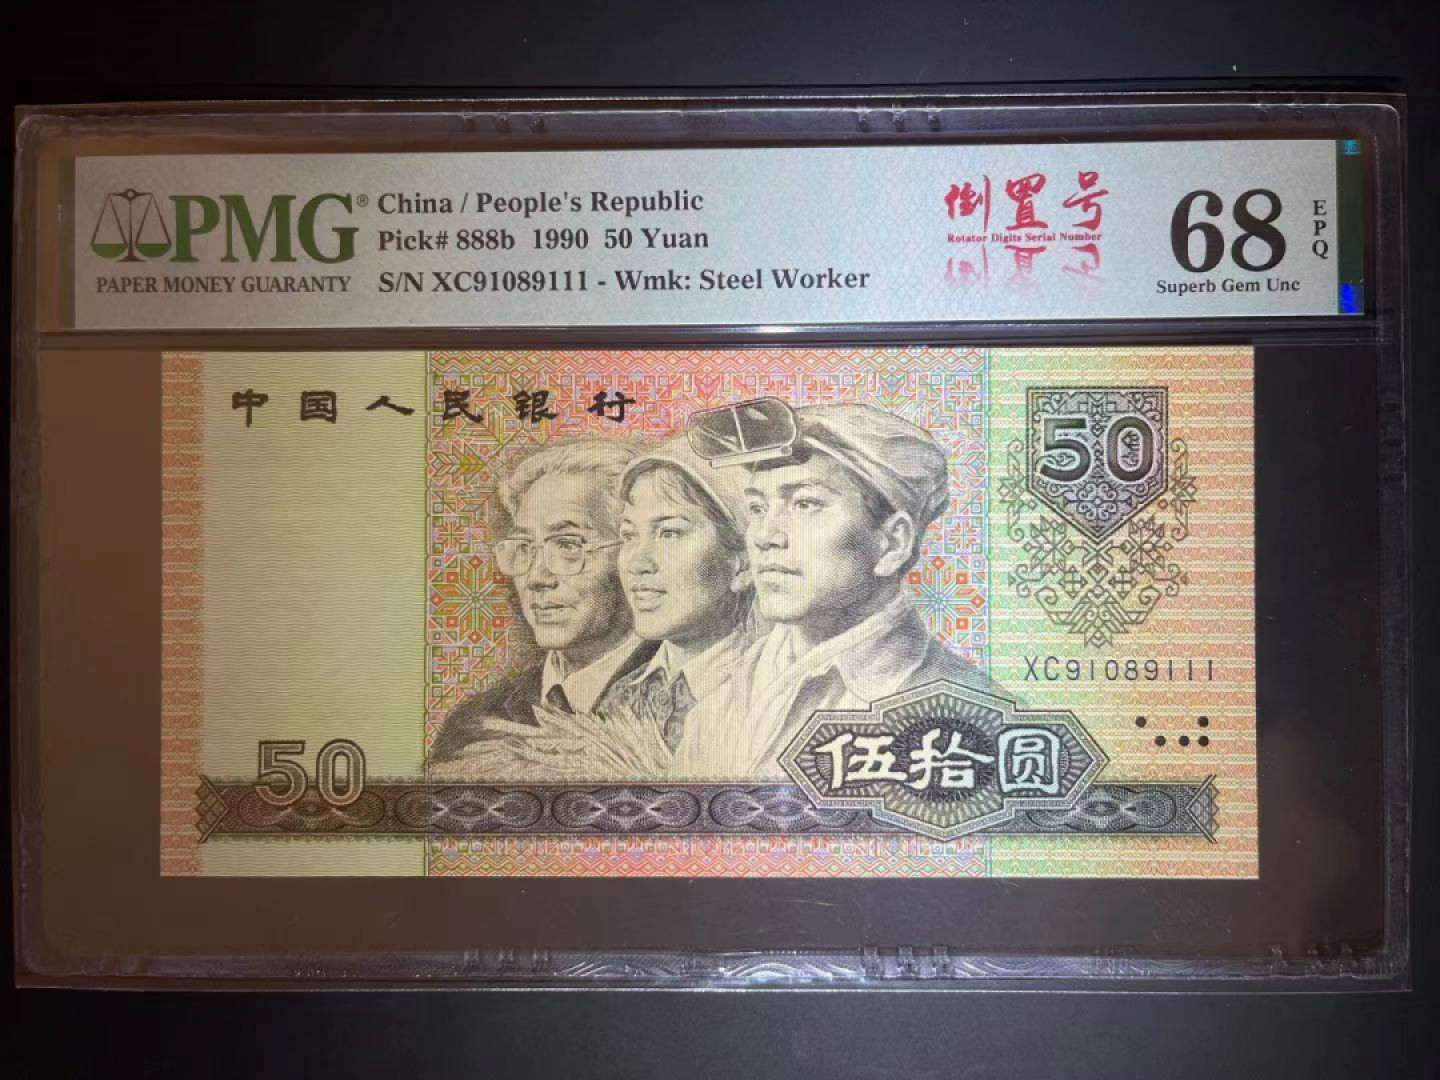 PMG®
PAPER MONEY GUARANTY
China / People's Republic
Pick# 888b 1990 50 Yuan
S/N XC91089111 - Wmk: Steel Worker
倒置号
Rotator Digits Serial Number
68
EPQ
Superb Gem Unc
中国人民银行
50
XC91089111
50
伍拾圆